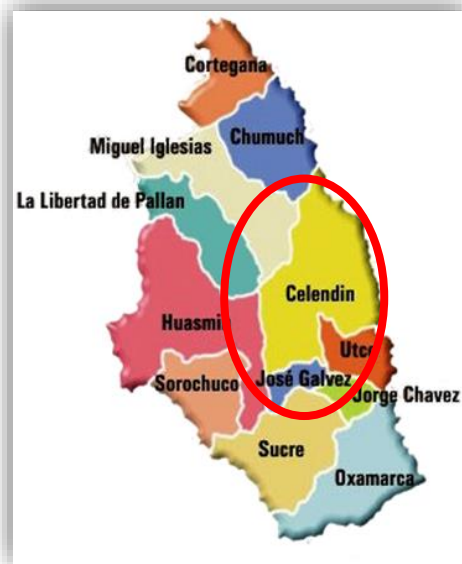 Cortegana
Chumuch
Miguel Iglesias
La Libertad de Pallan
Celendin
Huasmin
Utco
José Galvez
Sorochuco
Jorge Chavez
Sucre
Oxamarca